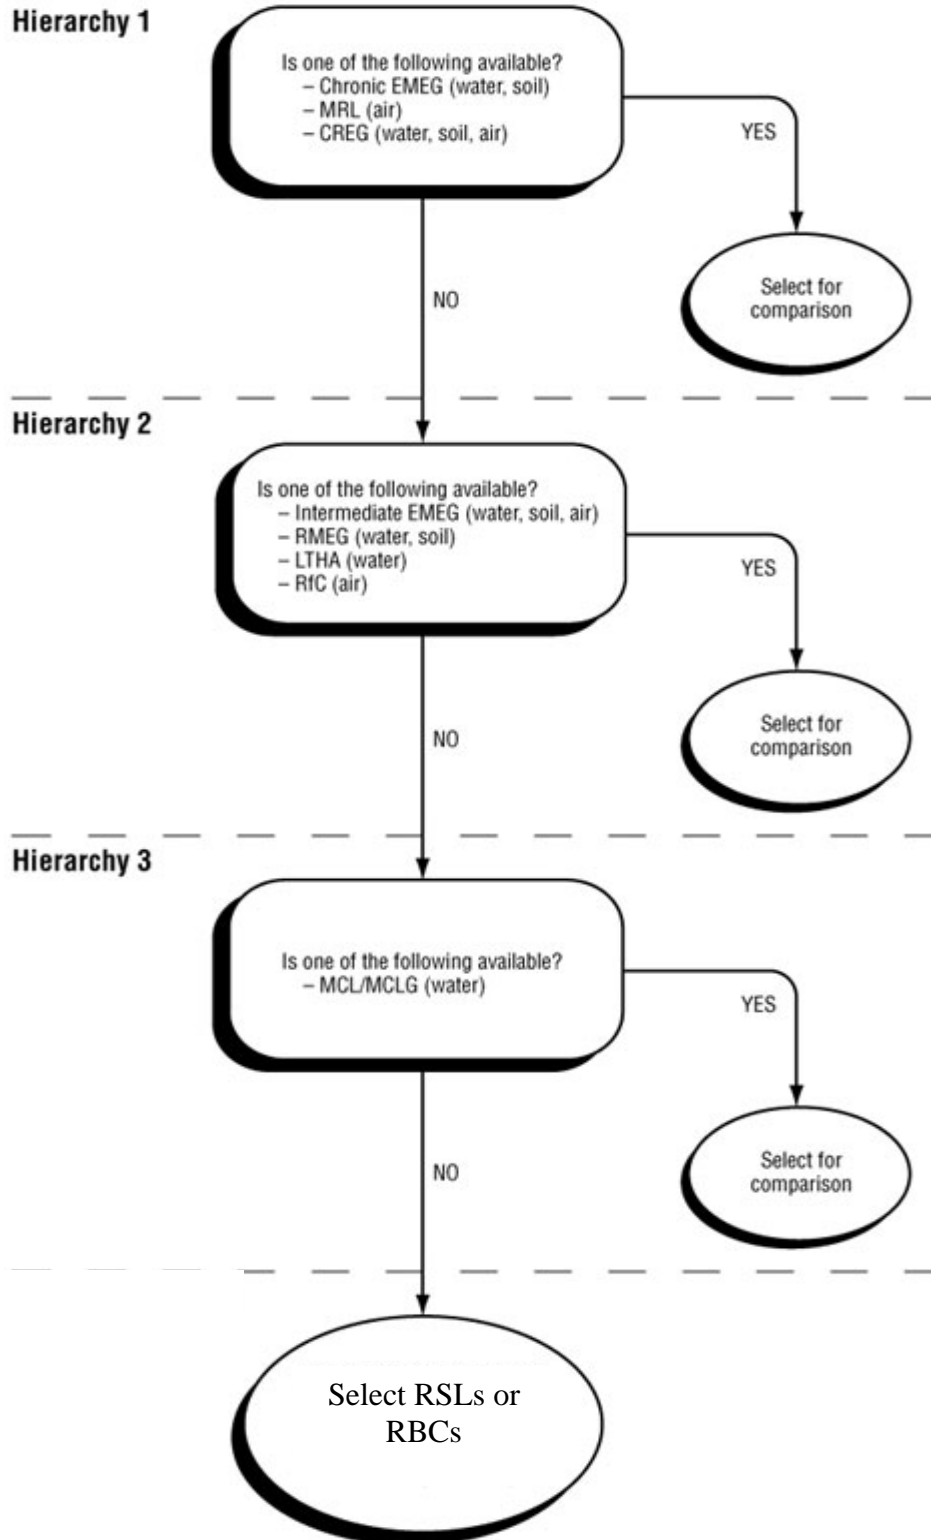 Hierarchy 1
Is one of the following available?
– Chronic EMEG (water, soil)
– MRL (air)
– CREG (water, soil, air)
YES
Select for
comparison
NO
Hierarchy 2
Is one of the following available?
– Intermediate EMEG (water, soil, air)
– RMEG (water, soil)
– LTHA (water)
– RfC (air)
YES
Select for
comparison
NO
Hierarchy 3
Is one of the following available?
– MCL/MCLG (water)
YES
Select for
comparison
NO
Select RSLs or
RBCs